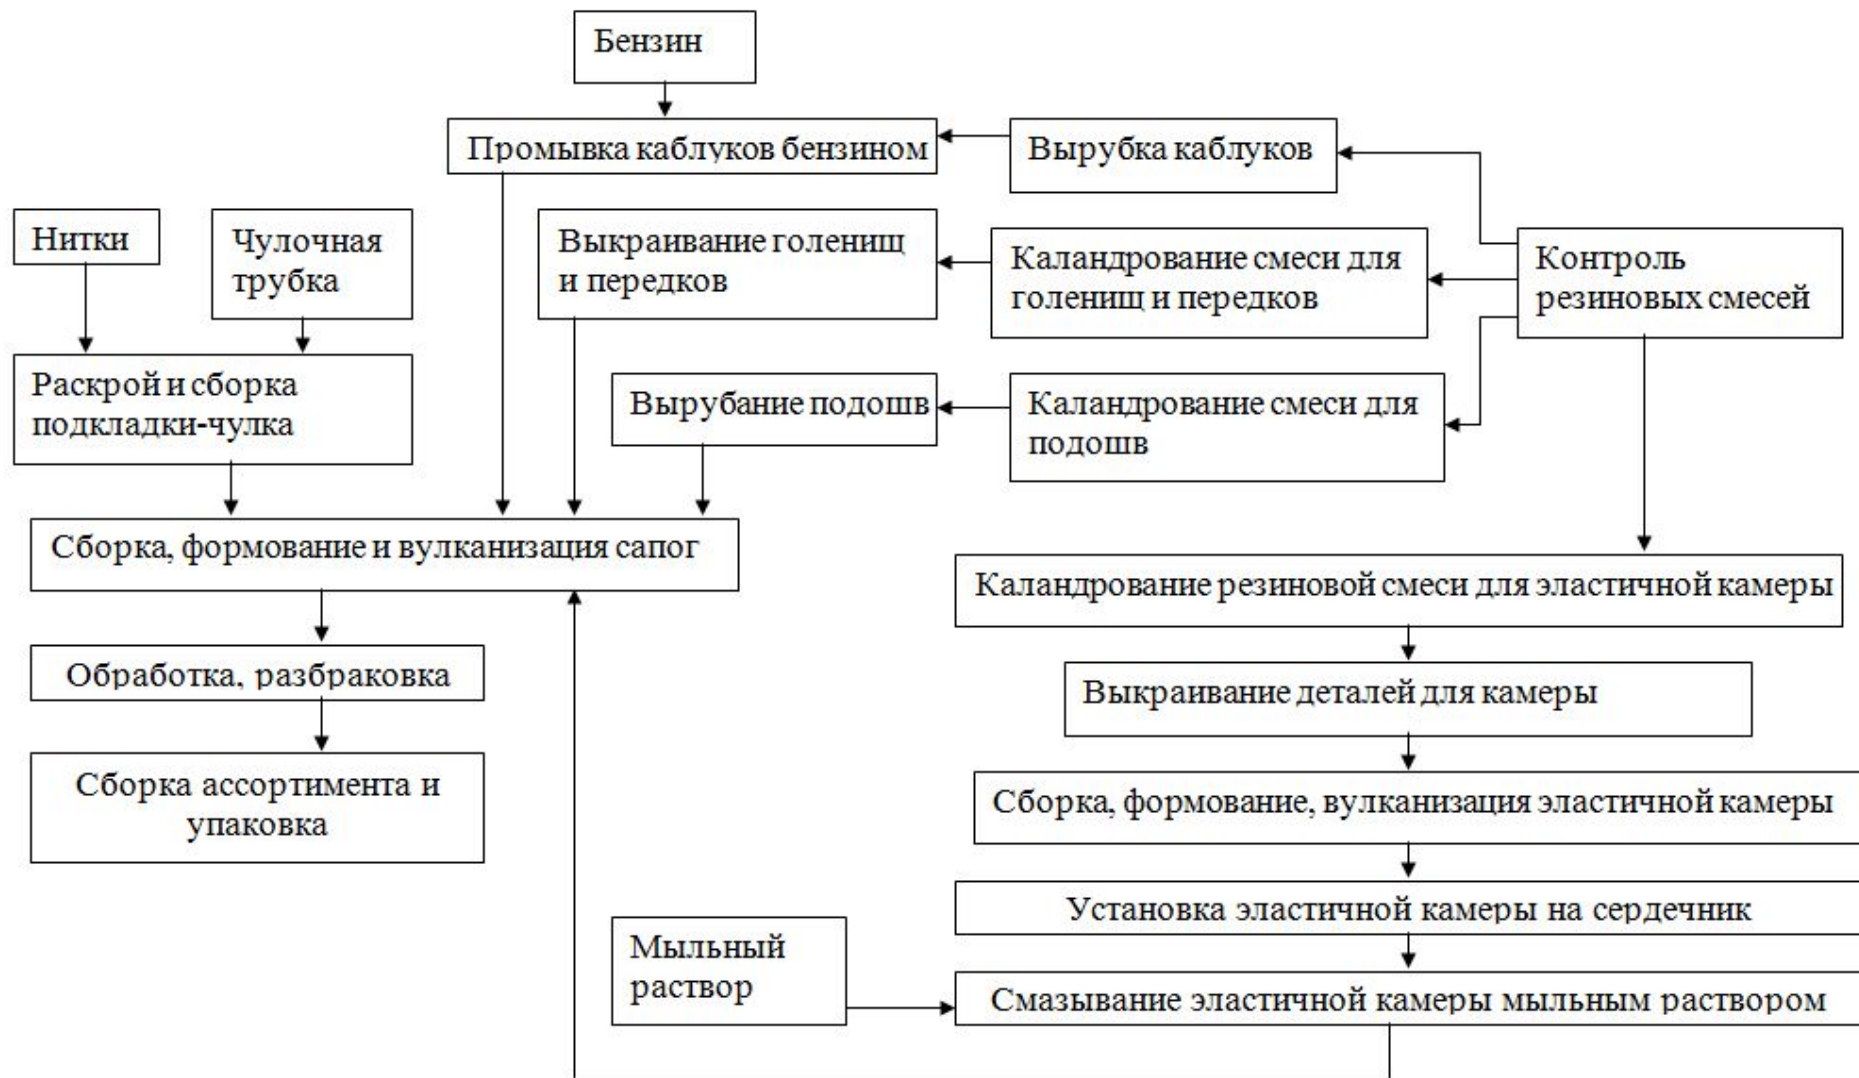 Бензин
Промывка каблуков бензином
Вырубка каблуков
Нитки
Чулочная
трубка
Выкраивание голенищ
и передков
Каландрование смеси для
голенищ и передков
Контроль
резиновых смесей
Раскрой и сборка
подкладки-чулка
Вырубание подошв
Каландрование смеси для
подошв
Сборка, формование и вулканизация сапог
Каландрование резиновой смеси для эластичной камеры
Обработка, разбраковка
Выкраивание деталей для камеры
Сборка ассортимента и
упаковка
Сборка, формование, вулканизация эластичной камеры
Установка эластичной камеры на сердечник
Мыльный
раствор
Смазывание эластичной камеры мыльным раствором